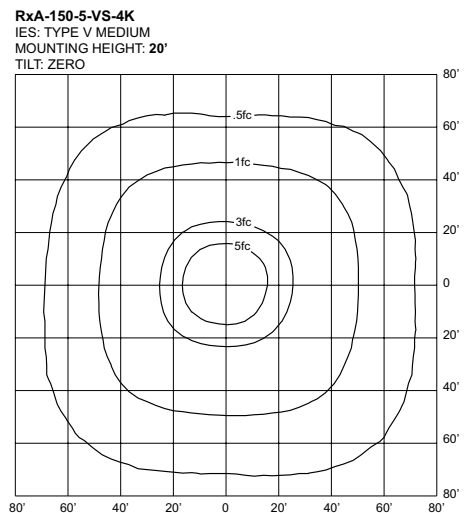 RxA-150-5-VS-4K
IES: TYPE V MEDIUM
MOUNTING HEIGHT: 20'
TILT: ZERO
80'
.5fc
60'
1fc
40'
3fc
20'
5fc
0
20'
40'
60'
80'
80' 60' 40' 20' 0 20' 40' 60' 80'